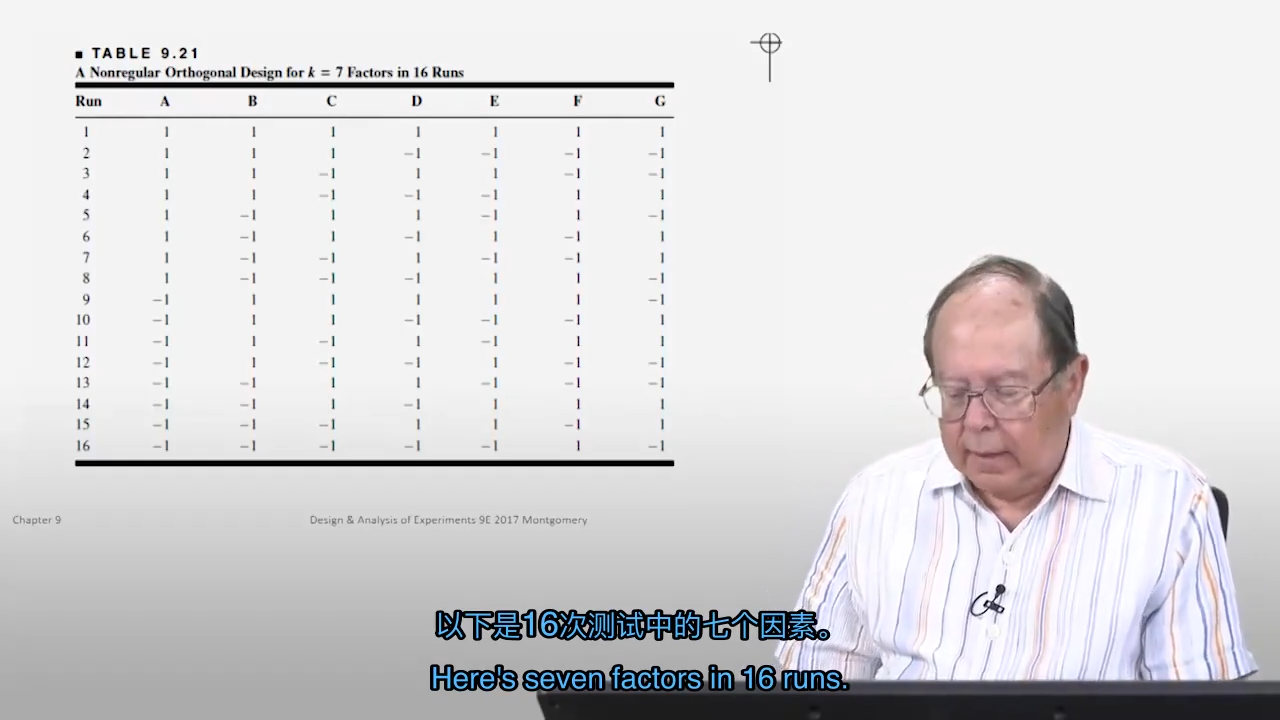 ■ TABLE 9.21
A Nonregular Orthogonal Design for k = 7 Factors in 16 Runs
Run A B C D E F G
1 1 1 1 1 1 1 1
2 1 1 1 −1 −1 −1 −1
3 1 1 −1 1 1 −1 −1
4 1 1 −1 −1 −1 1 1
5 1 −1 1 1 −1 1 −1
6 1 −1 1 −1 1 −1 1
7 1 −1 −1 1 −1 −1 1
8 1 −1 −1 −1 1 1 −1
9 −1 1 1 1 1 1 −1
10 −1 1 1 −1 −1 −1 1
11 −1 1 −1 1 −1 1 1
12 −1 1 −1 −1 1 −1 −1
13 −1 −1 1 1 −1 −1 −1
14 −1 −1 1 −1 1 1 1
15 −1 −1 −1 1 1 −1 1
16 −1 −1 −1 −1 −1 1 −1
Chapter 9
Design & Analysis of Experiments 9E 2017 Montgomery
以下是16次测试中的七个因素。
Here's seven factors in 16 runs.